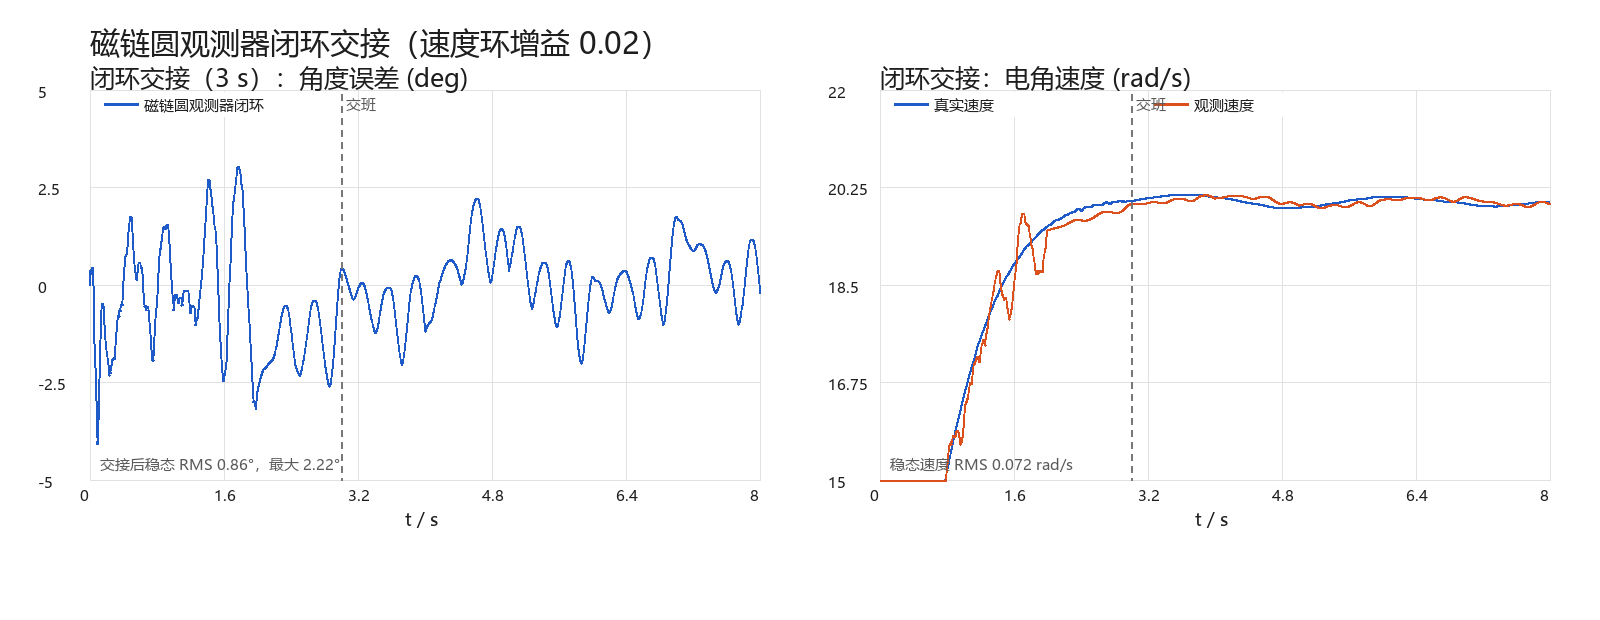 磁链圆观测器闭环交接（速度环增益 0.02）
闭环交接（3 s）: 角度误差 (deg)
5
磁链圆观测器闭环
交班
2.5
0
-2.5
交接后稳态 RMS 0.86°，最大 2.22°
-5
0
1.6
3.2
4.8
6.4
8
t / s
闭环交接：电角速度 (rad/s)
22
真实速度
交班
观测速度
20.25
18.5
16.75
稳态速度 RMS 0.072 rad/s
15
0
1.6
3.2
4.8
6.4
8
t / s